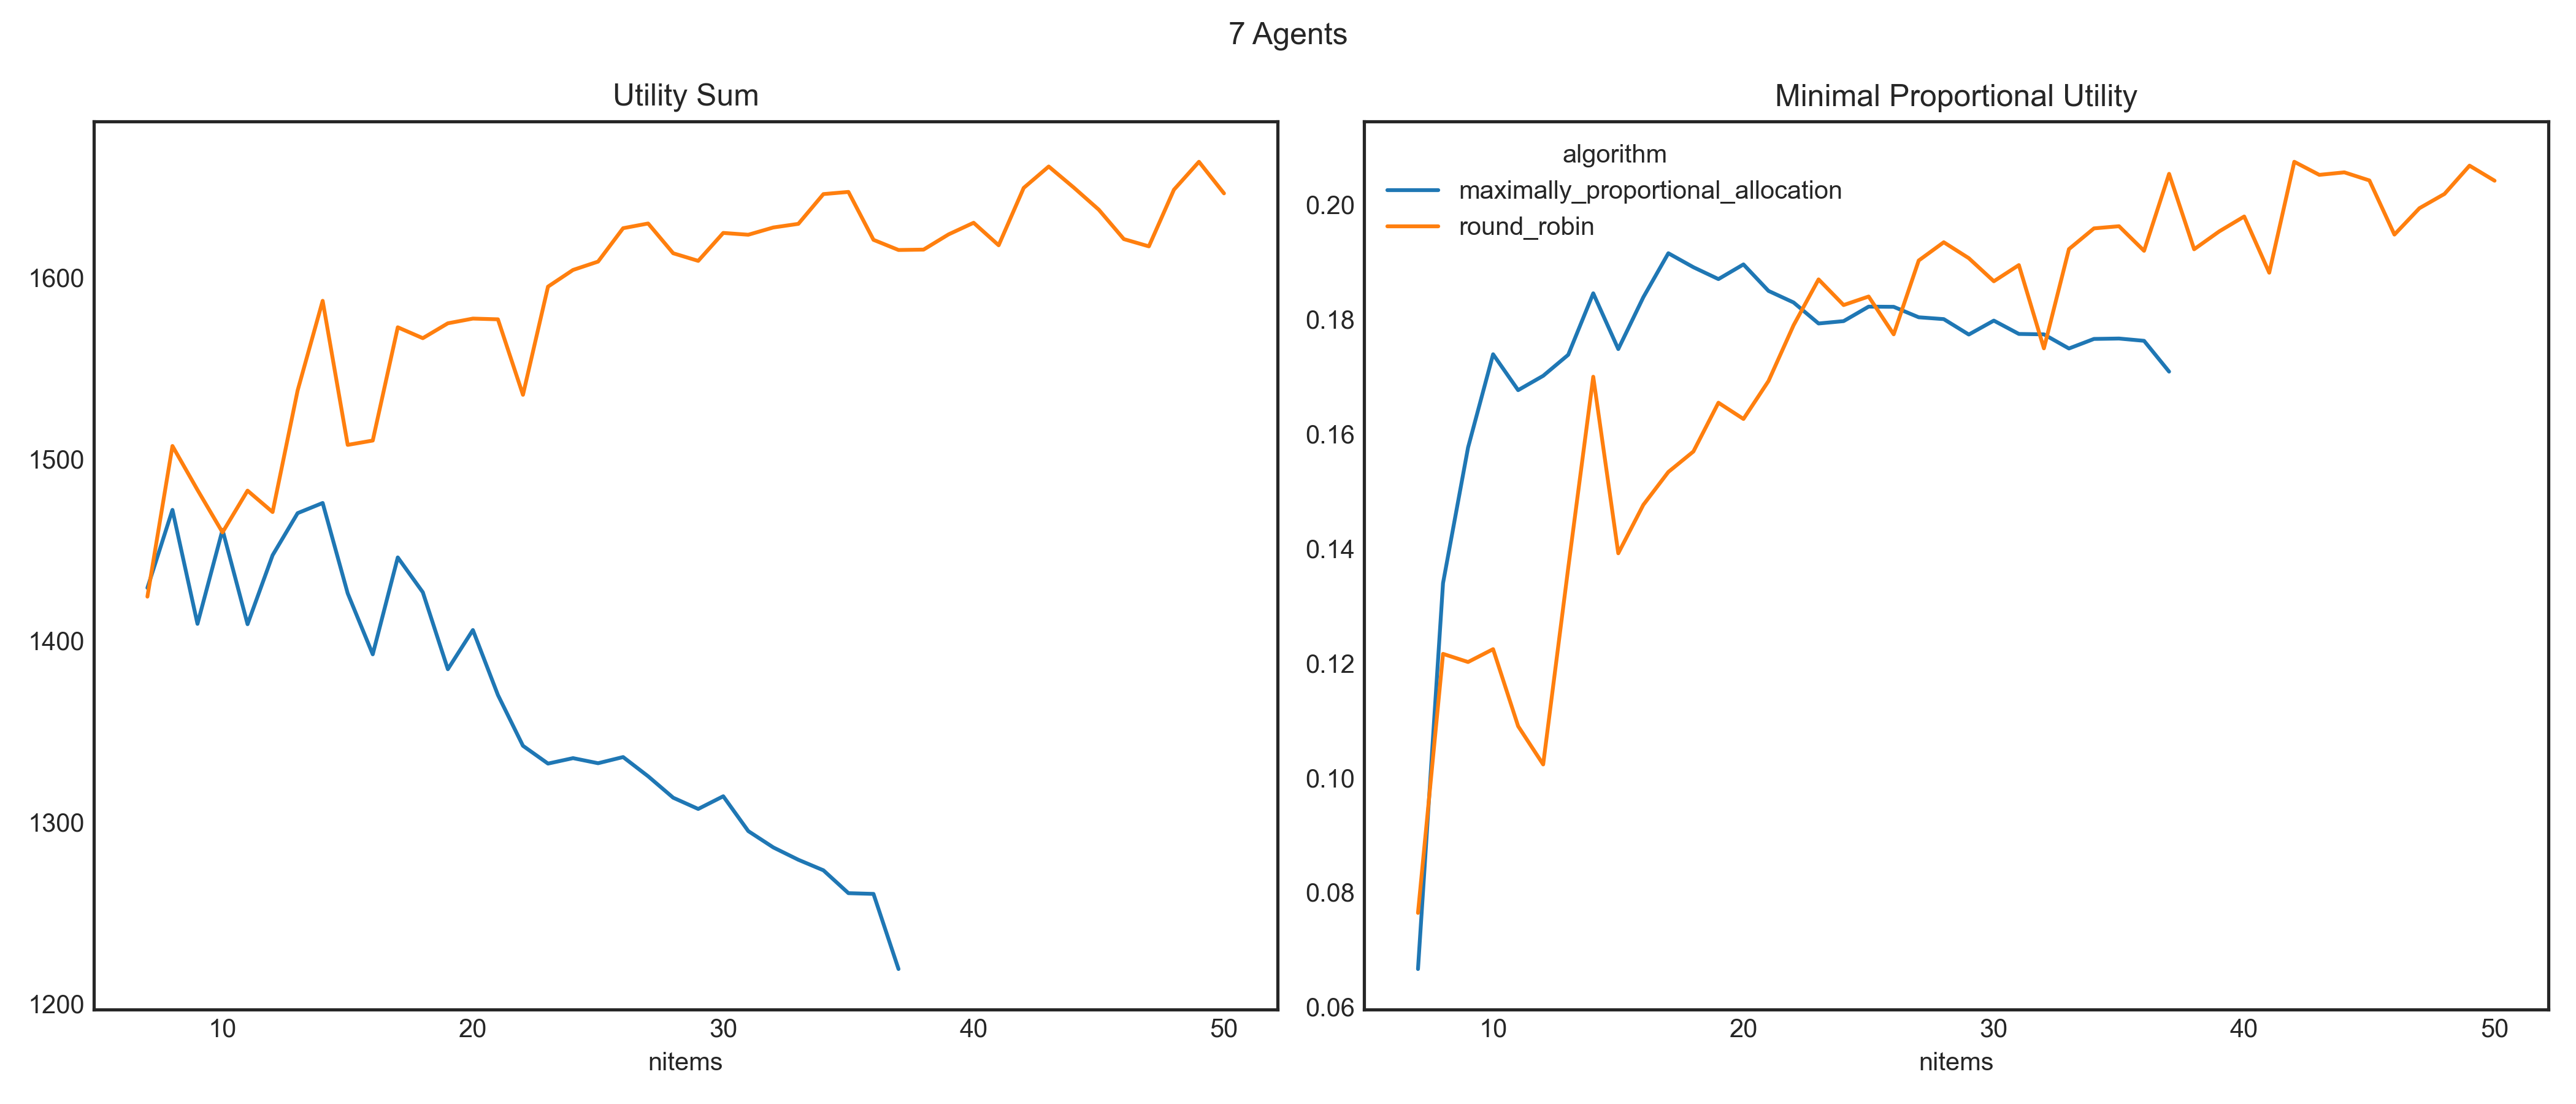 7 Agents
Utility Sum
1600
1500
1400
1300
1200
10 20 30 40 50
nitems
Minimal Proportional Utility
algorithm
maximally_proportional_allocation
round_robin
0.20
0.18
0.16
0.14
0.12
0.10
0.08
0.06
10 20 30 40 50
nitems